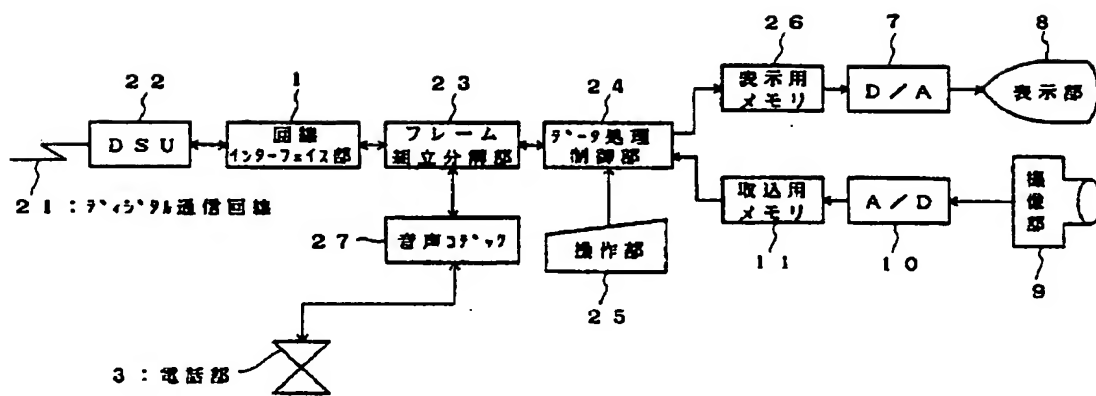 22
DSU
1
回線
インターフェイス部
23
フレーム
組立分解部
24
データ処理
制御部
26
表示用
メモリ
7
D/A
8
表示部
21:ディジタル通信回線
27
音声コデック
操作部
25
取込用
メモリ
11
A/D
10
撮像部
9
3:電話部